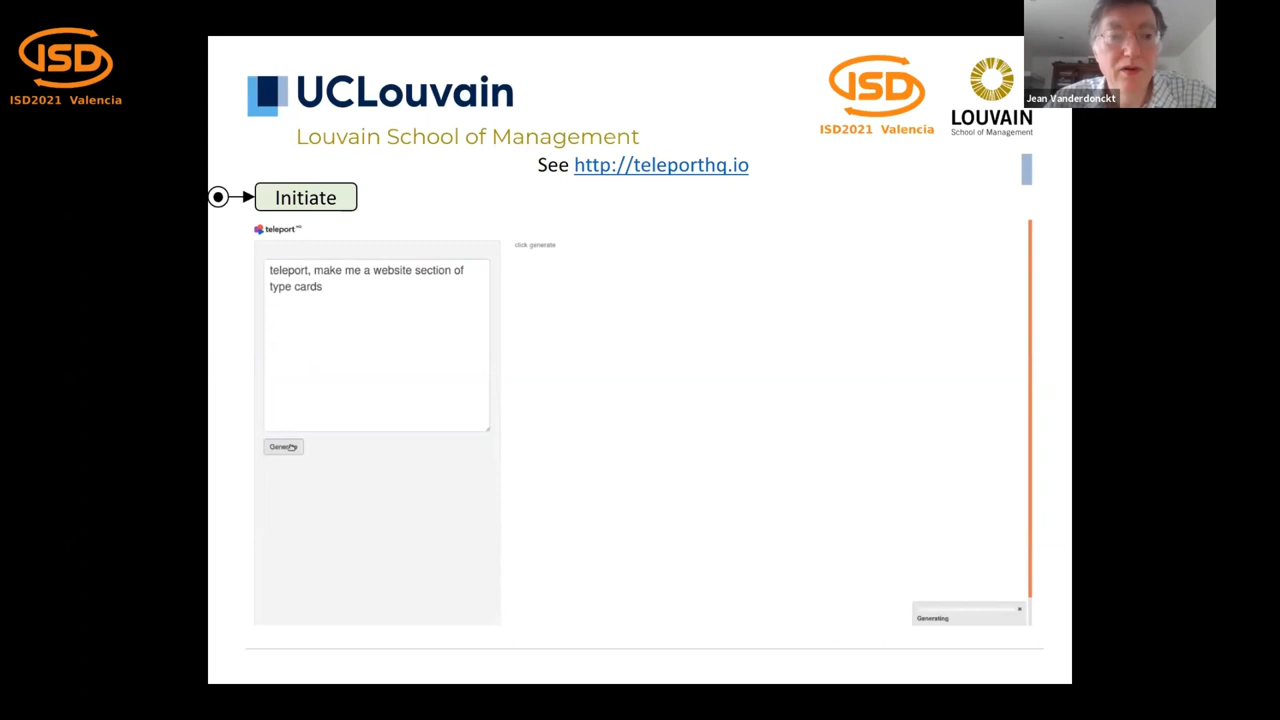 ISD
ISD2021 Valencia
UCLouvain
Louvain School of Management
ISD
ISD2021 Valencia
LOUVAIN
School of Management
Jean Vanderdonckt
See http://teleporthq.io
Initiate
teleport
click generate
teleport, make me a website section of
type cards
Generate
Generating